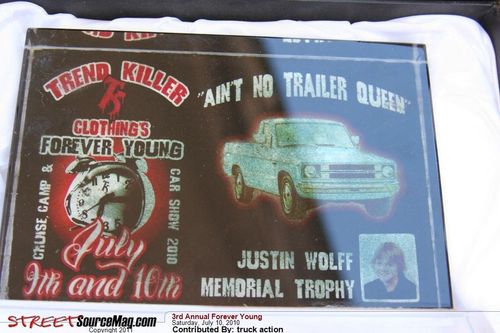 TREND KILLER
TK
CLOTHING'S
FOREVER YOUNG
CRUISE, CAMP &
CAR SHOW 2010
July
9th and 10th
"AIN'T NO TRAILER QUEEN"
JUSTIN WOLFF
MEMORIAL TROPHY
STREETSourceMag.com
Copyright 2011
3rd Annual Forever Young
Saturday, July 10, 2010
Contributed By: truck action